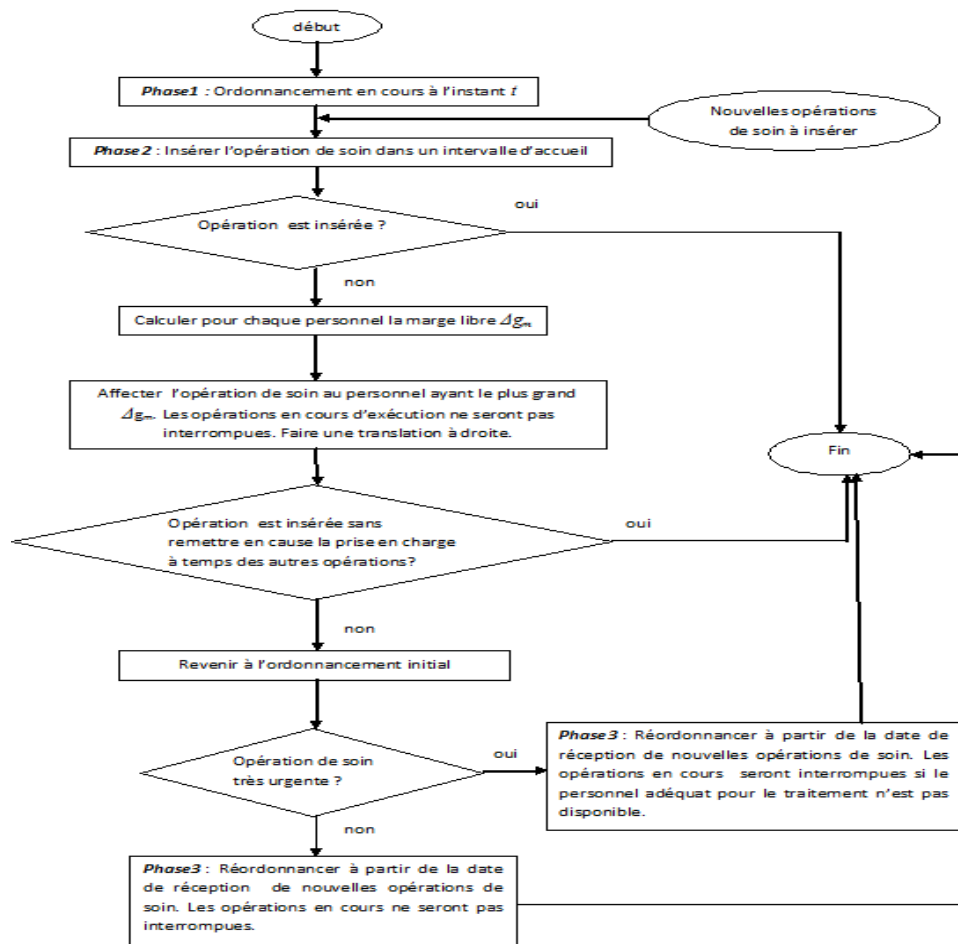 début
Phase1 : Ordonnancement en cours à l'instant t
Nouvelles opérations
de soin à insérer
Phase2 : Insérer l'opération de soin dans un intervalle d'accueil
oui
Opération est insérée ?
non
Calculer pour chaque personnel la marge libre Δgm
Affecter l'opération de soin au personnel ayant le plus grand
Δgm. Les opérations en cours d'exécution ne seront pas
interrompues. Faire une translation à droite.
Fin
Opération est insérée sans
remettre en cause la prise en charge
à temps des autres opérations?
oui
non
Revenir à l'ordonnancement initial
Opération de soin
très urgente ?
oui
Phase3 : Réordonnancer à partir de la date de
réception de nouvelles opérations de soin. Les
opérations en cours seront interrompues si le
personnel adéquat pour le traitement n'est pas
disponible.
non
Phase3 : Réordonnancer à partir de la date
de réception de nouvelles opérations de
soin. Les opérations en cours ne seront pas
interrompues.